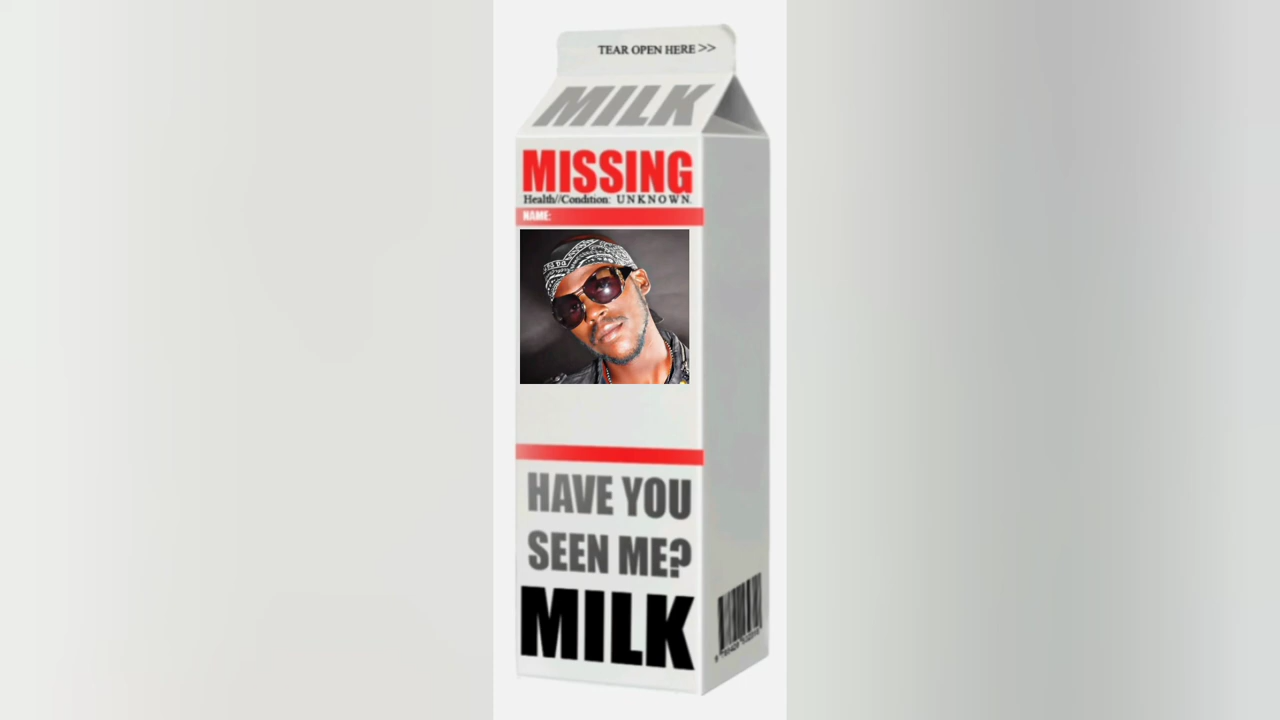 TEAR OPEN HERE >>
MILK
MISSING
Health//Condition: UNKNOWN.
NAME:
HAVE YOU
SEEN ME?
MILK